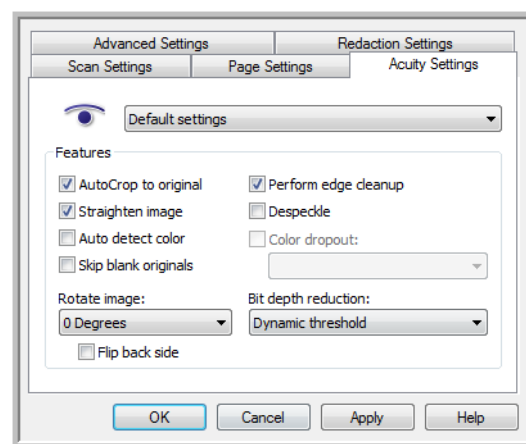 Advanced Settings Redaction Settings
Scan Settings Page Settings Acuity Settings
Default settings
Features
AutoCrop to original Perform edge cleanup
Straighten image Despeckle
Auto detect color Color dropout:
Skip blank originals
Rotate image: Bit depth reduction:
0 Degrees Dynamic threshold
Flip back side
OK Cancel Apply Help